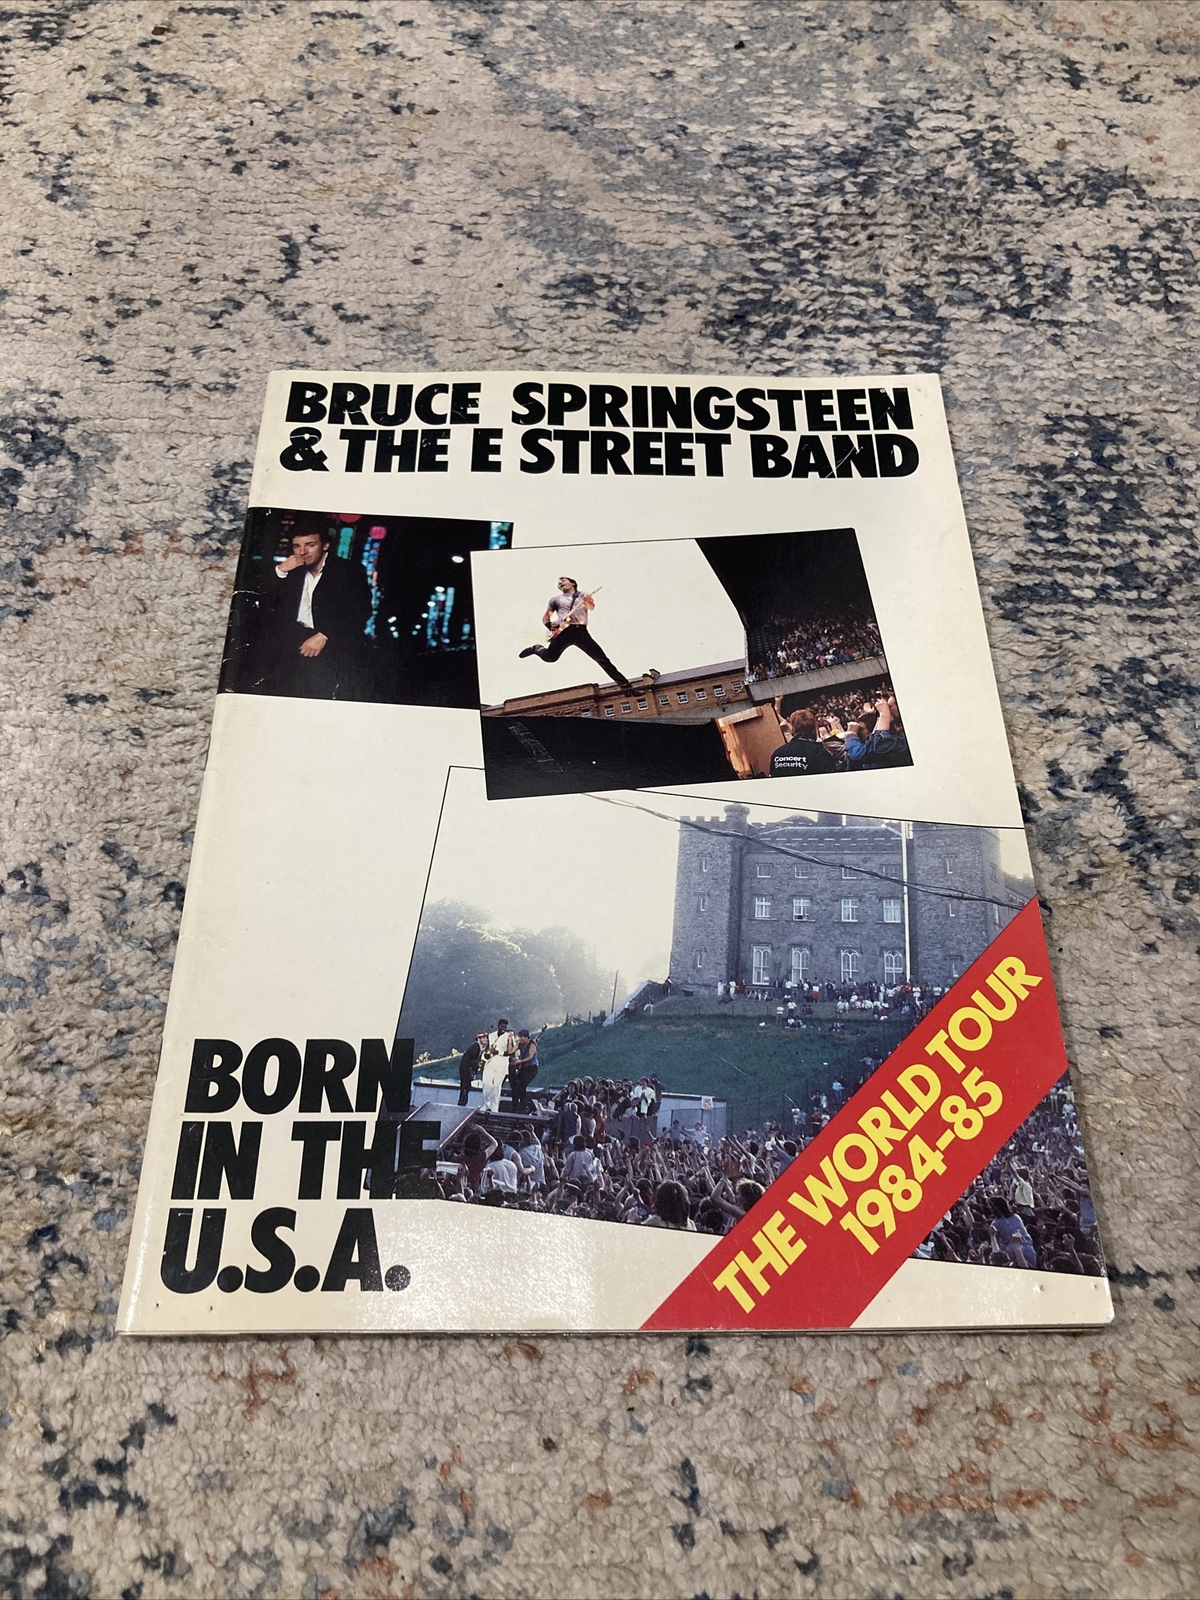 BRUCE SPRINGSTEEN
& THE E STREET BAND
Concert
Security
BORN
IN THE
U.S.A.
THE WORLD TOUR
1984-85